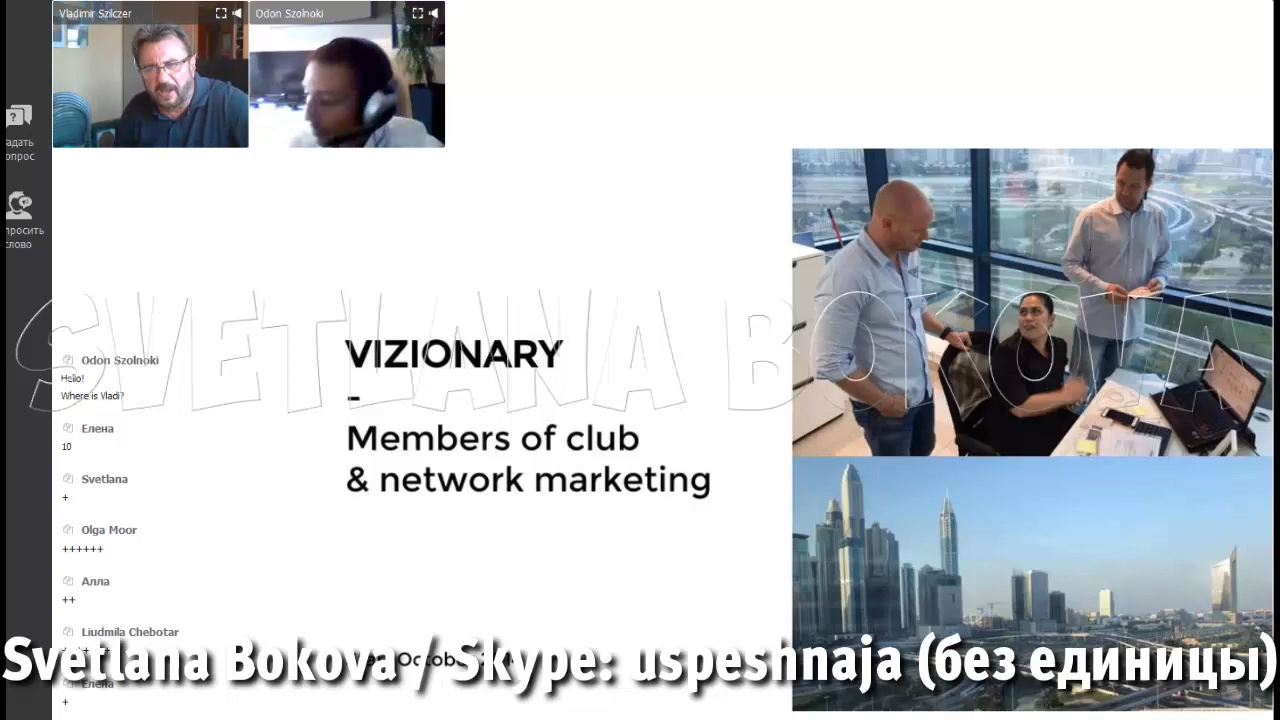 Vladimir Szilczer
Odon Szolnoki
адать
опрос
просить
слово
SVETLANA BOKOVA
VIZIONARY
-
Members of club
& network marketing
Odon Szolnoki
Hello!
Where is Vladi?
Елена
10
Svetlana
+
Olga Moor
++++++
Алла
++
Liudmila Chebotar
Елена
+
Svetlana Bokova / Skype: uspeshnaja (без единицы)